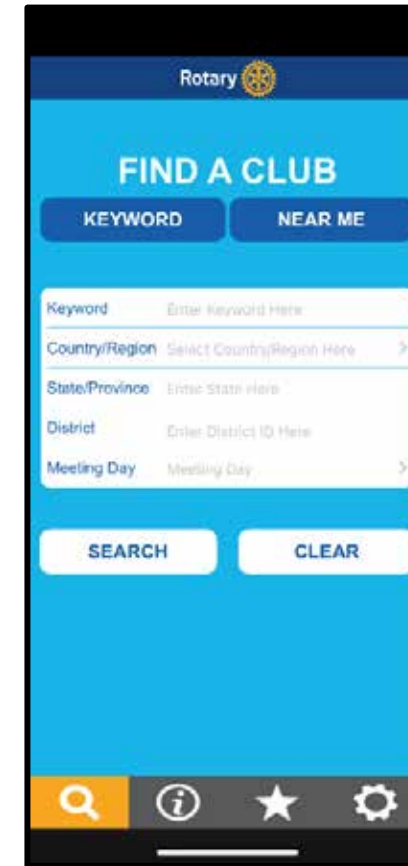 Rotary
FIND A CLUB
KEYWORD NEAR ME
Keyword Enter Keyword Here
Country/Region Select Country/Region Here
State/Province Enter State Here
District Enter District ID Here
Meeting Day Meeting Day
SEARCH CLEAR